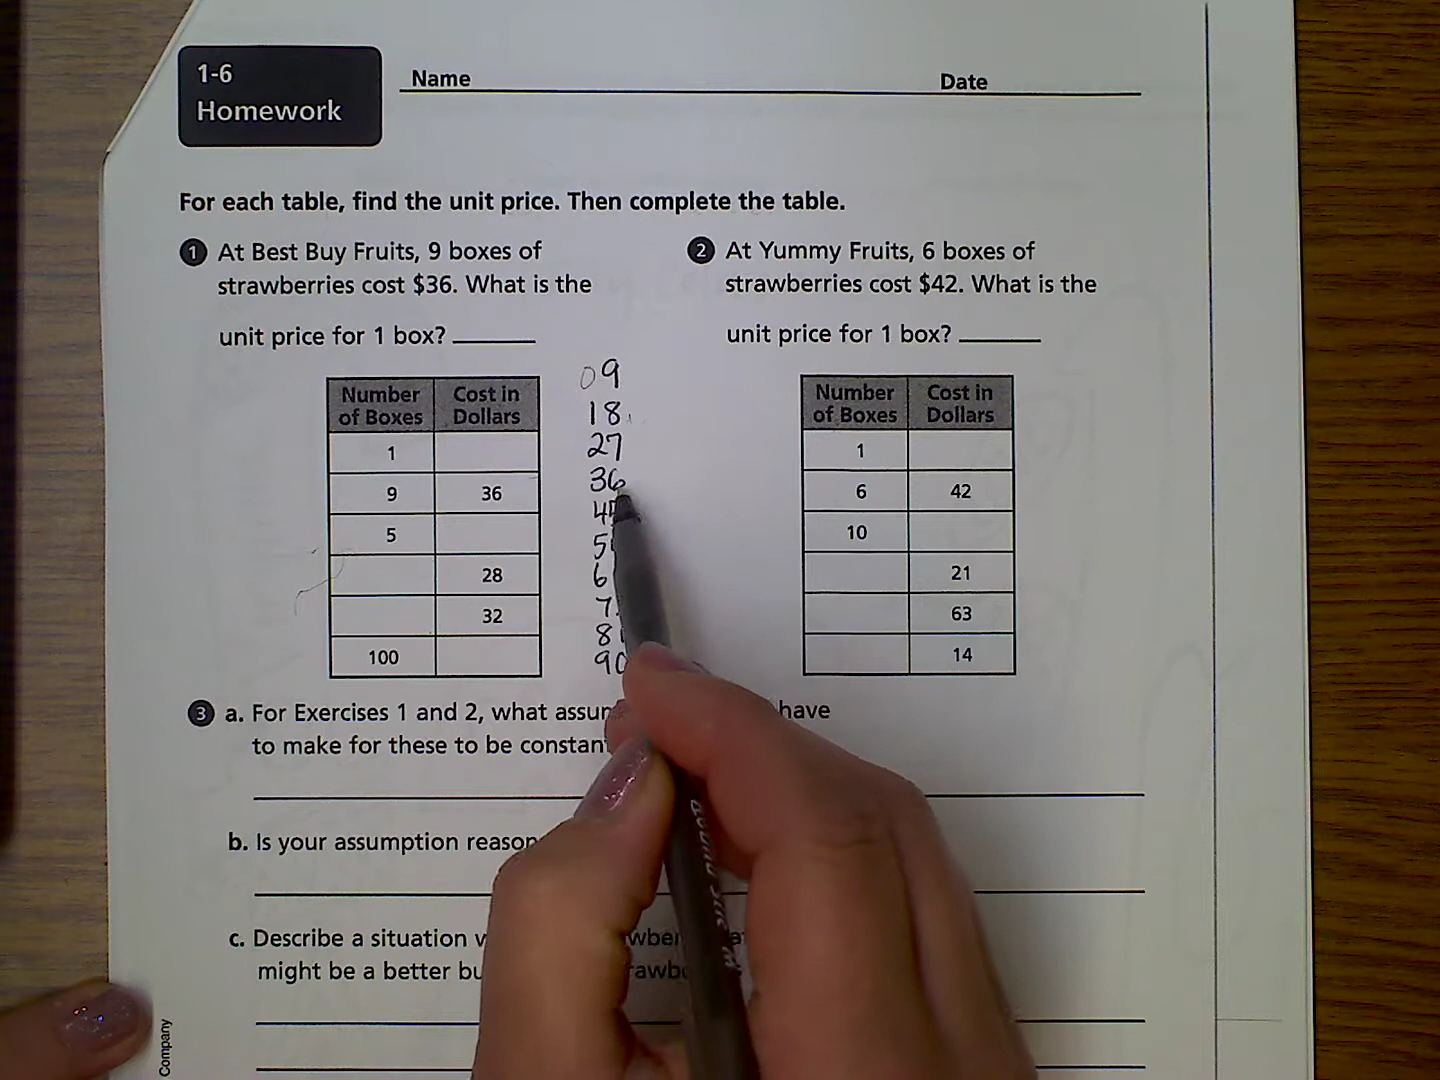 1-6
Homework
Name
Date
For each table, find the unit price. Then complete the table.
1 At Best Buy Fruits, 9 boxes of
strawberries cost $36. What is the
unit price for 1 box?
Number of Boxes Cost in Dollars
1
9 36
5
28
32
100
09
18
27
36
90
2 At Yummy Fruits, 6 boxes of
strawberries cost $42. What is the
unit price for 1 box?
Number of Boxes Cost in Dollars
1
6 42
10
21
63
14
3 a. For Exercises 1 and 2, what have
to make for these to be
b. Is your assumption
c. Describe a situation
might be a better
Company